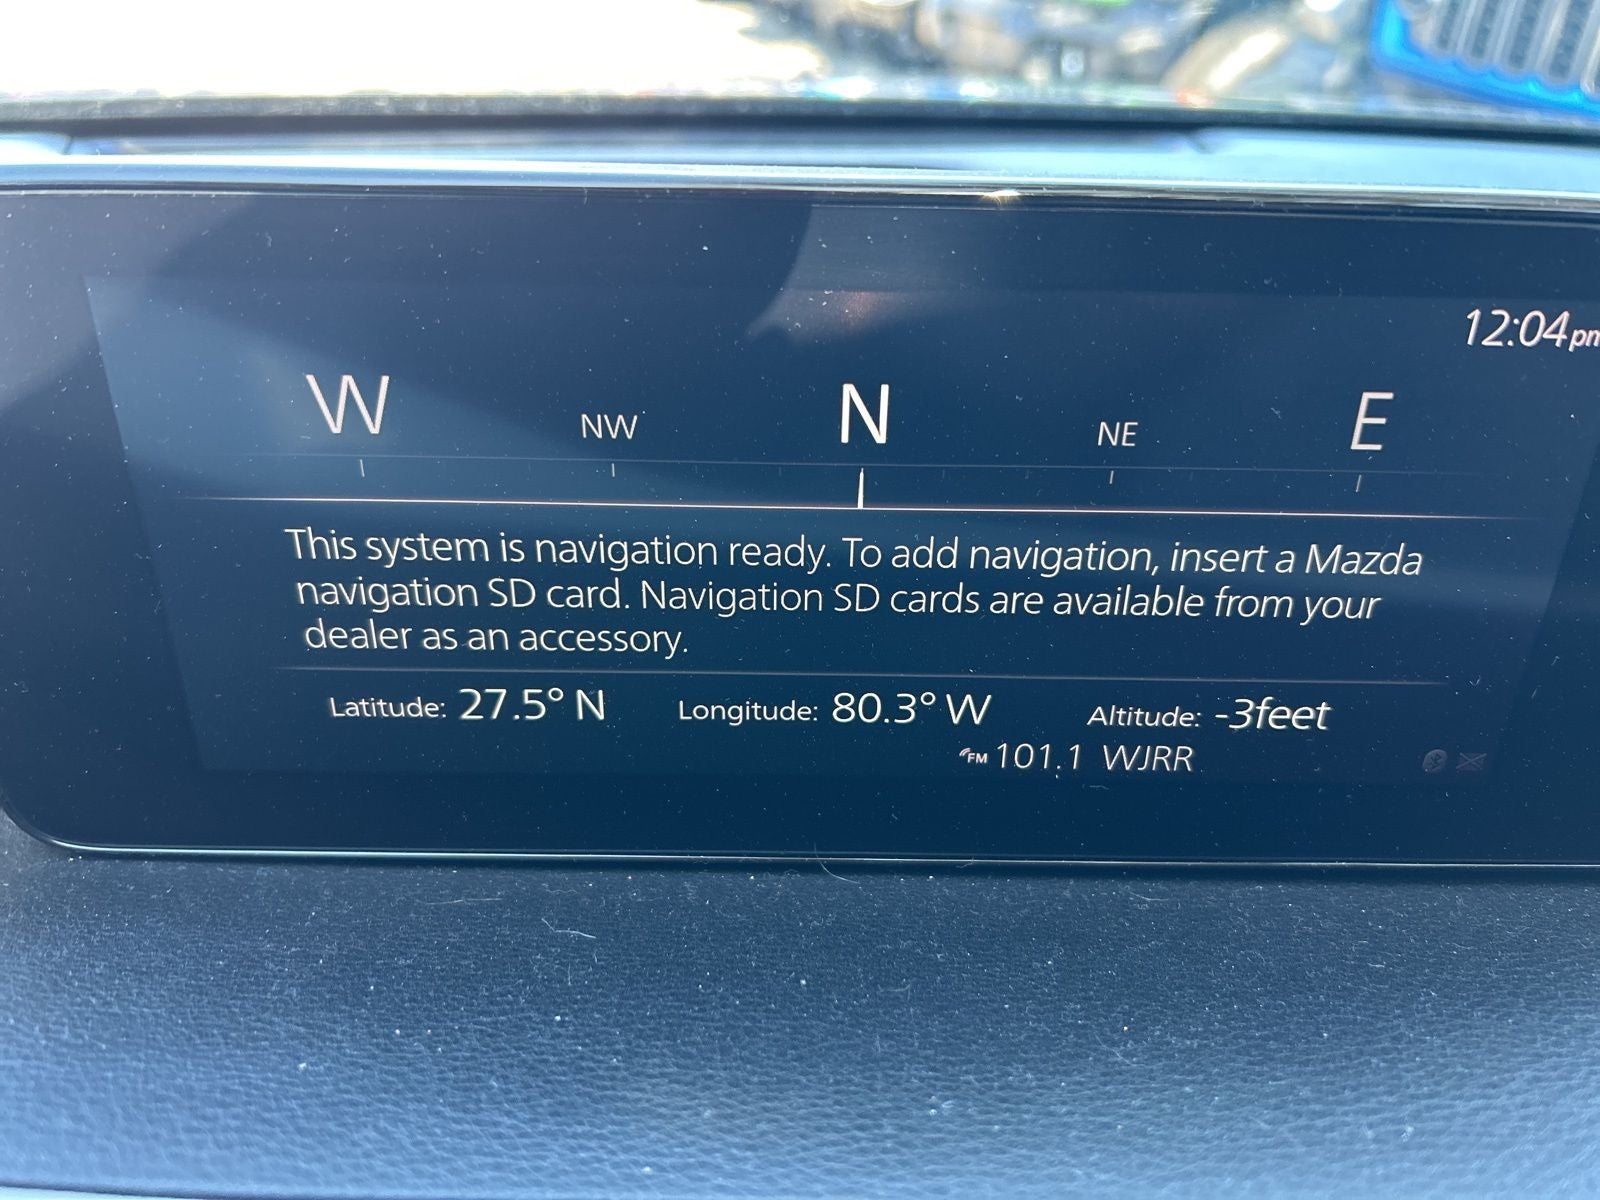 12:04pm
W NW N NE E
This system is navigation ready. To add navigation, insert a Mazda
navigation SD card. Navigation SD cards are available from your
dealer as an accessory.
Latitude: 27.5° N Longitude: 80.3° W Altitude: -3feet
FM 101.1 WJRR